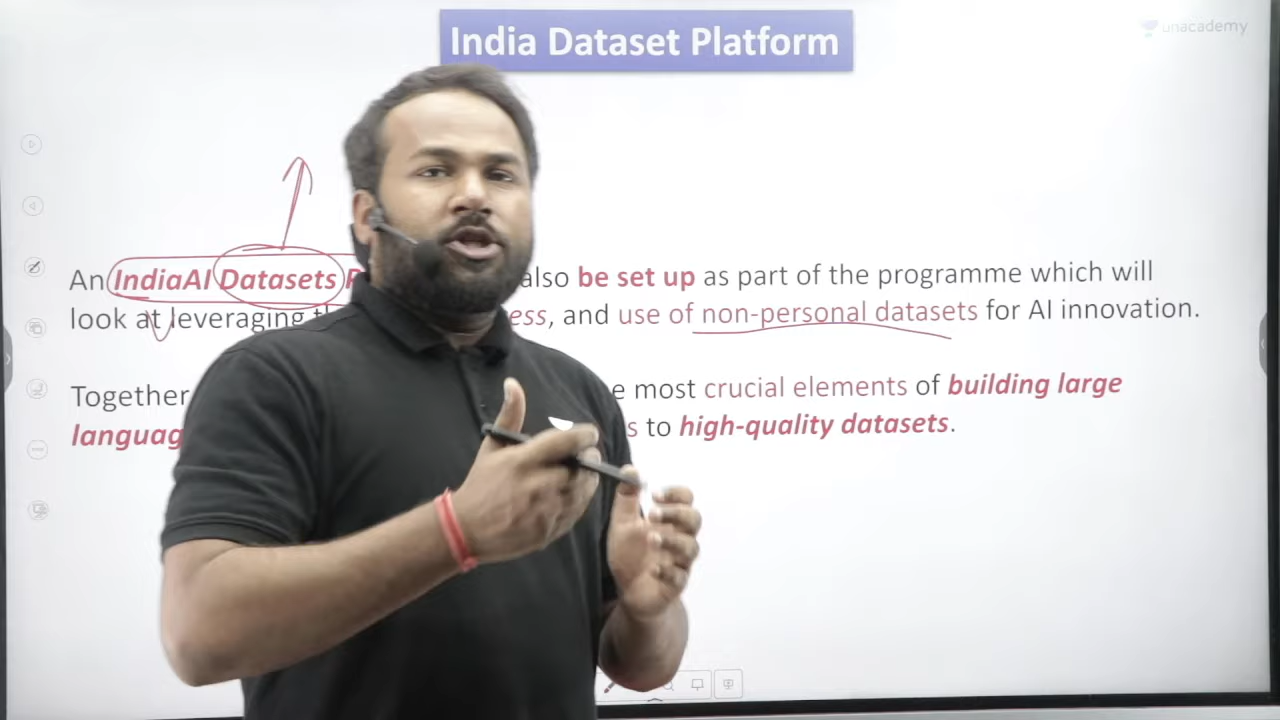 India Dataset Platform
unacademy
An IndiaAI Datasets also be set up as part of the programme which will
look at leveraging and use of non-personal datasets for AI innovation.
Together most crucial elements of building large
to high-quality datasets.